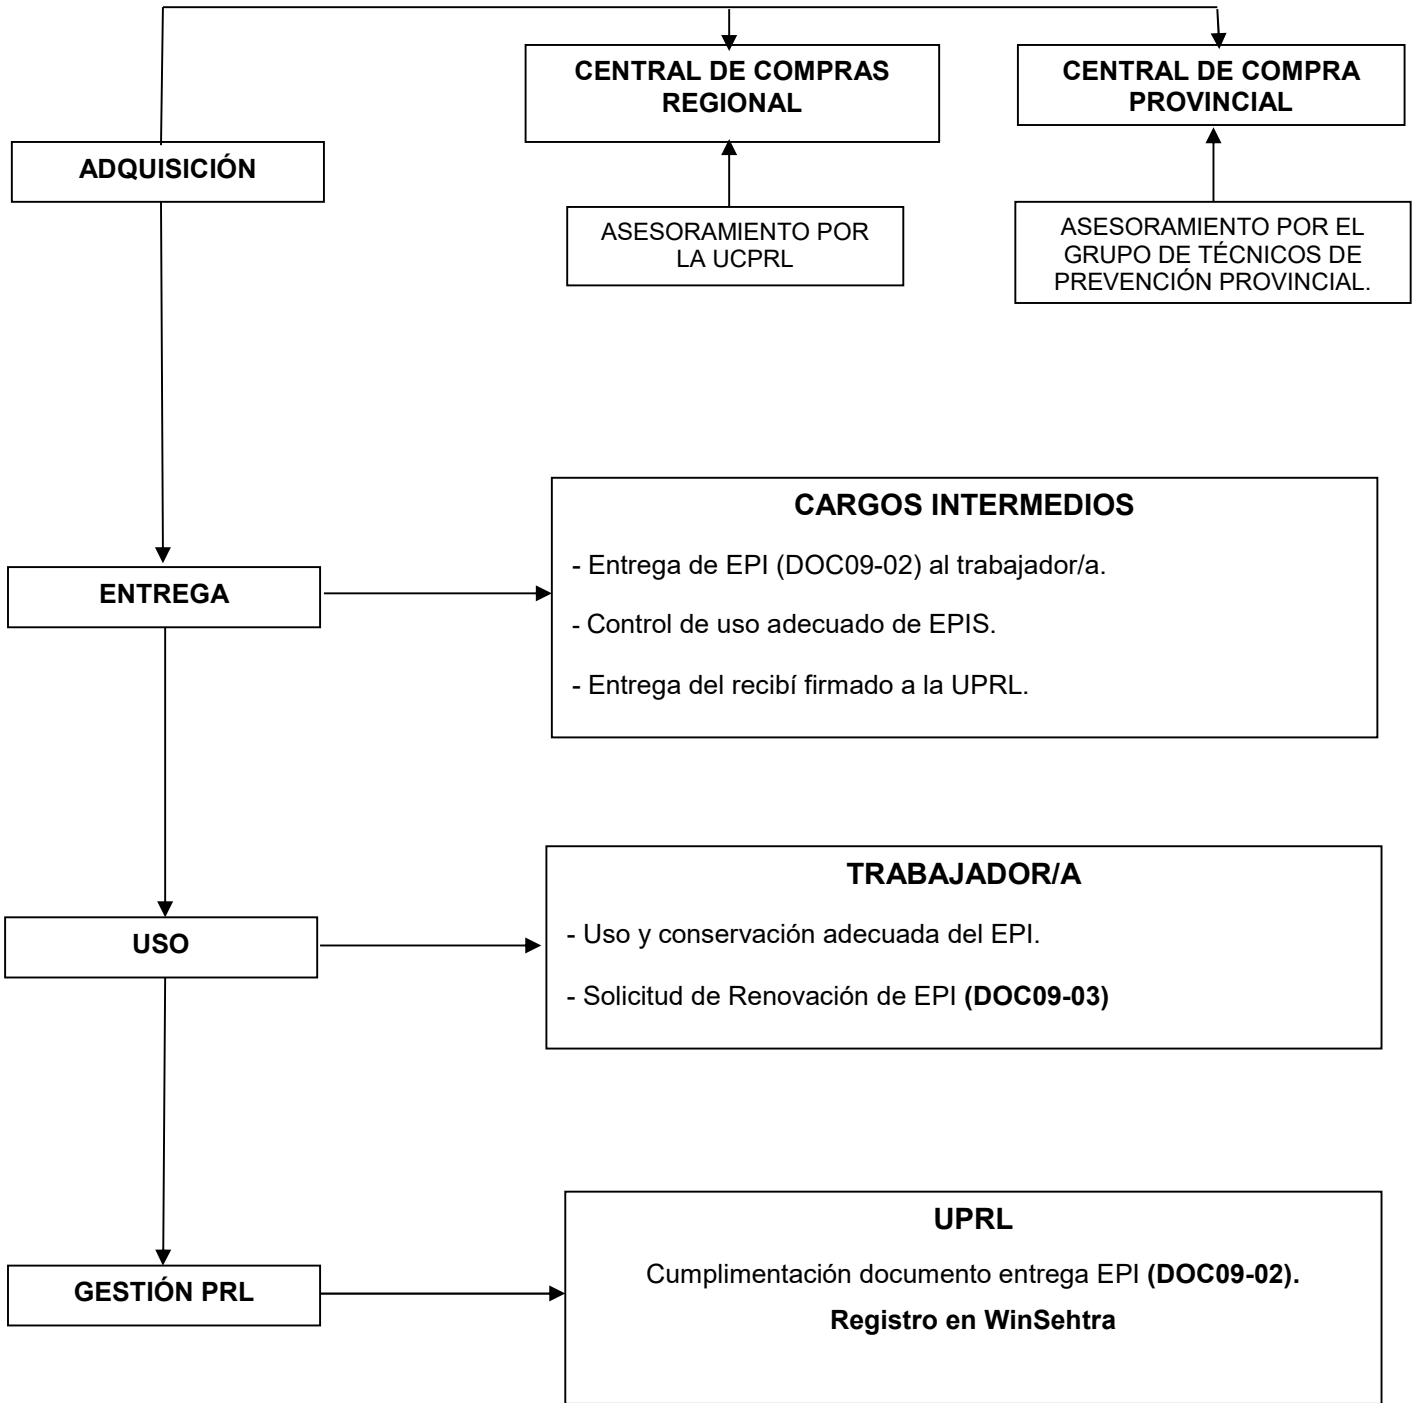 CENTRAL DE COMPRAS
REGIONAL
CENTRAL DE COMPRA
PROVINCIAL
ADQUISICIÓN
ASESORAMIENTO POR
LA UCPRL
ASESORAMIENTO POR EL
GRUPO DE TÉCNICOS DE
PREVENCIÓN PROVINCIAL.
ENTREGA
CARGOS INTERMEDIOS
- Entrega de EPI (DOC09-02) al trabajador/a.
- Control de uso adecuado de EPIS.
- Entrega del recibí firmado a la UPRL.
USO
TRABAJADOR/A
- Uso y conservación adecuada del EPI.
- Solicitud de Renovación de EPI (DOC09-03)
GESTIÓN PRL
UPRL
Cumplimentación documento entrega EPI (DOC09-02).
Registro en WinSehtra